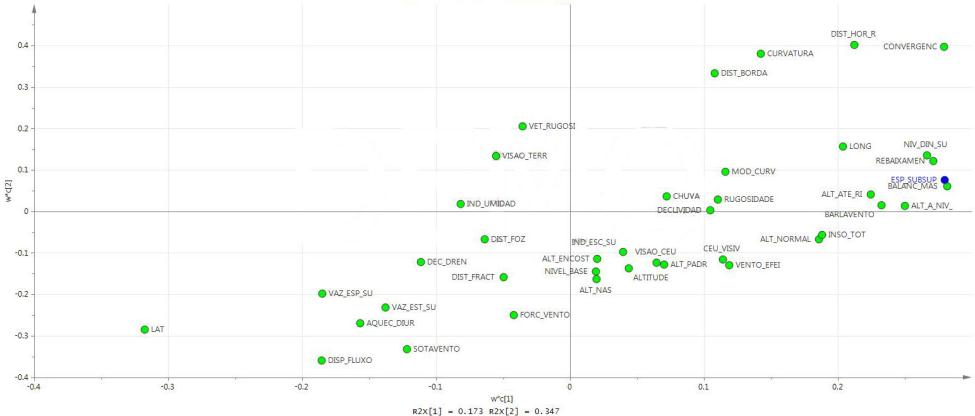 DIST_HOR_R
0.4
CONVERGENC
CURVATURA
DIST_BORDA
0.3
VET_RUGOSI
0.2
LONG
NIV_DIN_SU
VISAO_TERR
REBAIXAMEN
0.1
MOD_CURV
ESP_SUBSUP
BALANC_MAS
w*c[2]
IND_UMIDAD
CHUVA
RUGOSIDADE
ALT_ATE_RI
DECLIVIDAD
BARLAVENTO
ALT_A_NIV_
0
DIST_FOZ
ALT_NORMAL
INSO_TOT
IND_ESC_SU
VISAO_CEU
CEU_VISIV
-0.1
DEC_DREN
ALT_ENCOST
ALT_PADR
VENTO_EFEI
DIST_FRACT
NIVEL_BASE
ALTITUDE
ALT_NAS
-0.2
VAZ_ESP_SU
VAZ_EST_SU
FORC_VENTO
AQUEC_DIUR
LAT
-0.3
SOTAVENTO
DISP_FLUXO
-0.4
-0.4 -0.3 -0.2 -0.1 0 0.1 0.2
w*c[1]
R2X[1] = 0.173 R2X[2] = 0.347